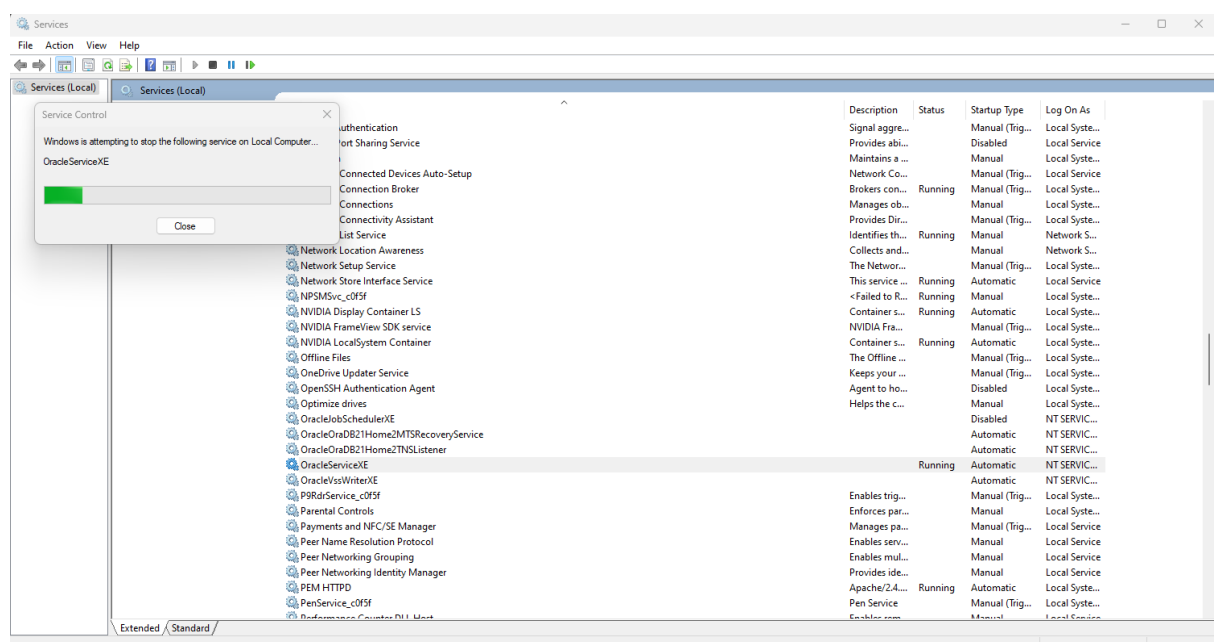 Services
File Action View Help
Services (Local)
Services (Local)
Service Control
Windows is attempting to stop the following service on Local Computer...
OracleServiceXE
Close
Description Status Startup Type Log On As
uthentication Signal aggre... Manual (Trig... Local Syste...
ort Sharing Service Provides abi... Disabled Local Service
Maintains a ... Manual Local Syste...
Connected Devices Auto-Setup Network Co... Manual (Trig... Local Service
Connection Broker Brokers con... Running Manual (Trig... Local Syste...
Connections Manages ob... Manual Local Syste...
Connectivity Assistant Provides Dir... Manual (Trig... Local Syste...
List Service Identifies th... Running Manual Network S...
Network Location Awareness Collects and... Manual Network S...
Network Setup Service The Networ... Manual (Trig... Local Syste...
Network Store Interface Service This service ... Running Automatic Local Service
NPSMSvc_c0f5f <Failed to R... Running Manual Local Syste...
NVIDIA Display Container LS Container s... Running Automatic Local Syste...
NVIDIA FrameView SDK service NVIDIA Fra... Manual (Trig... Local Syste...
NVIDIA LocalSystem Container Container s... Running Automatic Local Syste...
Offline Files The Offline ... Manual (Trig... Local Syste...
OneDrive Updater Service Keeps your ... Manual (Trig... Local Syste...
OpenSSH Authentication Agent Agent to ho... Disabled Local Syste...
Optimize drives Helps the c... Manual Local Syste...
OracleJobSchedulerXE Disabled NT SERVIC...
OracleOraDB21Home2MTSRecoveryService Automatic NT SERVIC...
OracleOraDB21Home2TNSListener Automatic NT SERVIC...
OracleServiceXE Running Automatic NT SERVIC...
OracleVssWriterXE Automatic NT SERVIC...
P9RdrService_c0f5f Enables trig... Manual (Trig... Local Syste...
Parental Controls Enforces par... Manual Local Syste...
Payments and NFC/SE Manager Manages pa... Manual (Trig... Local Service
Peer Name Resolution Protocol Enables serv... Manual Local Service
Peer Networking Grouping Enables mul... Manual Local Service
Peer Networking Identity Manager Provides ide... Manual Local Service
PEM HTTPD Apache/2.4.... Running Automatic Local Syste...
PenService_c0f5f Pen Service Manual (Trig... Local Syste...
Performance Counter DLL Host Enables rem... Manual Local Service
Extended Standard